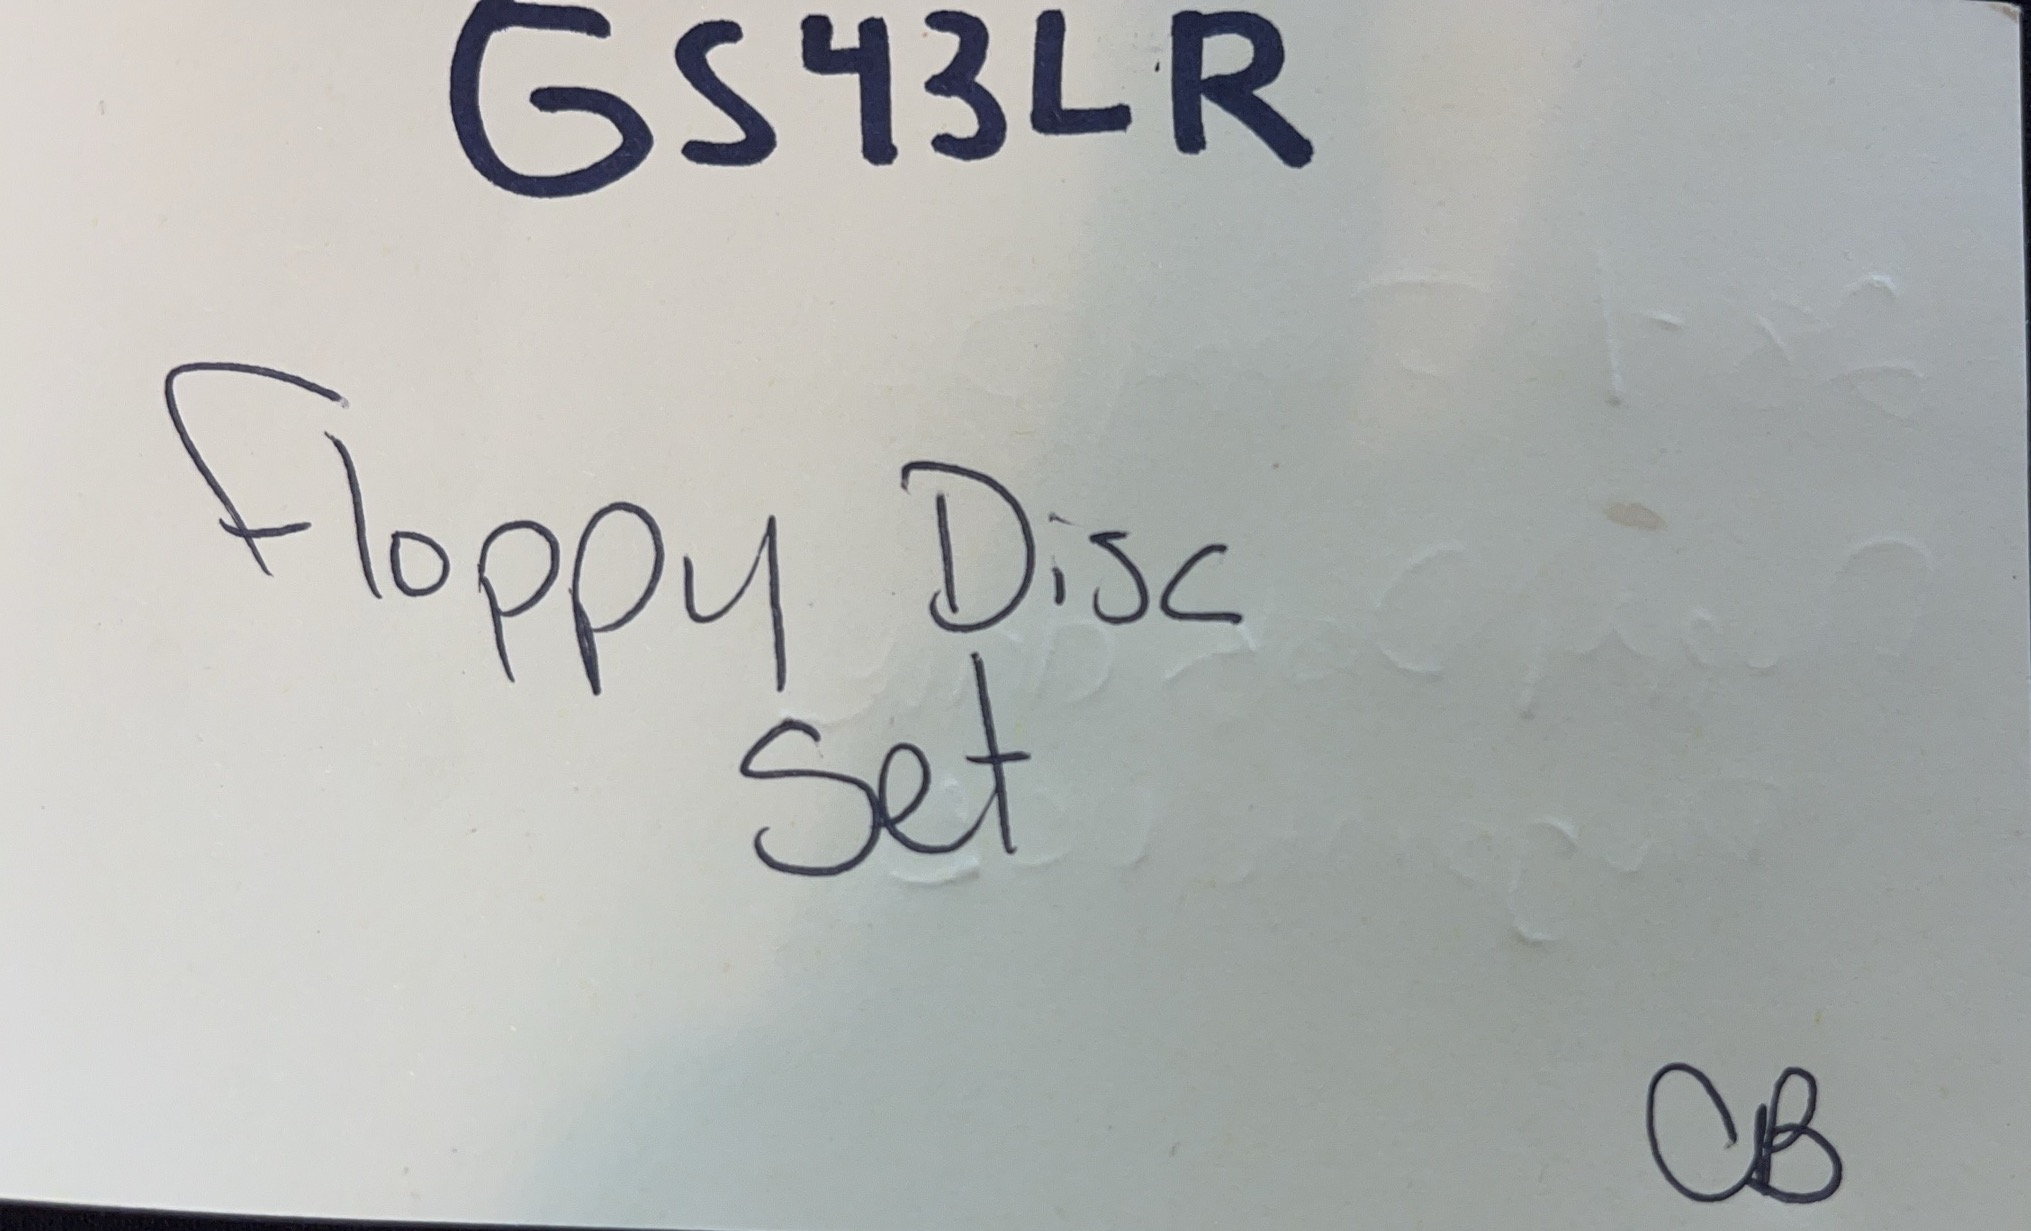 GS43LR
Floppy Disc
Set
CB